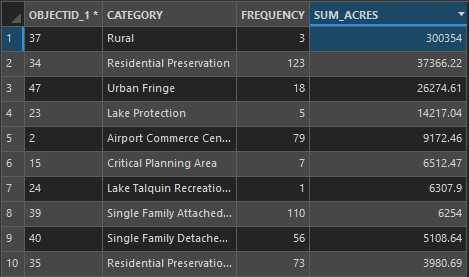 OBJECTID_1 * CATEGORY FREQUENCY SUM_ACRES
1 37 Rural 3 300354
2 34 Residential Preservation 123 37366.22
3 47 Urban Fringe 18 26274.61
4 23 Lake Protection 5 14217.04
5 2 Airport Commerce Cen... 79 9172.46
6 15 Critical Planning Area 7 6512.47
7 24 Lake Talquin Recreatio... 1 6307.9
8 39 Single Family Attached... 110 6254
9 40 Single Family Detache... 56 5108.64
10 35 Residential Preservatio... 73 3980.69